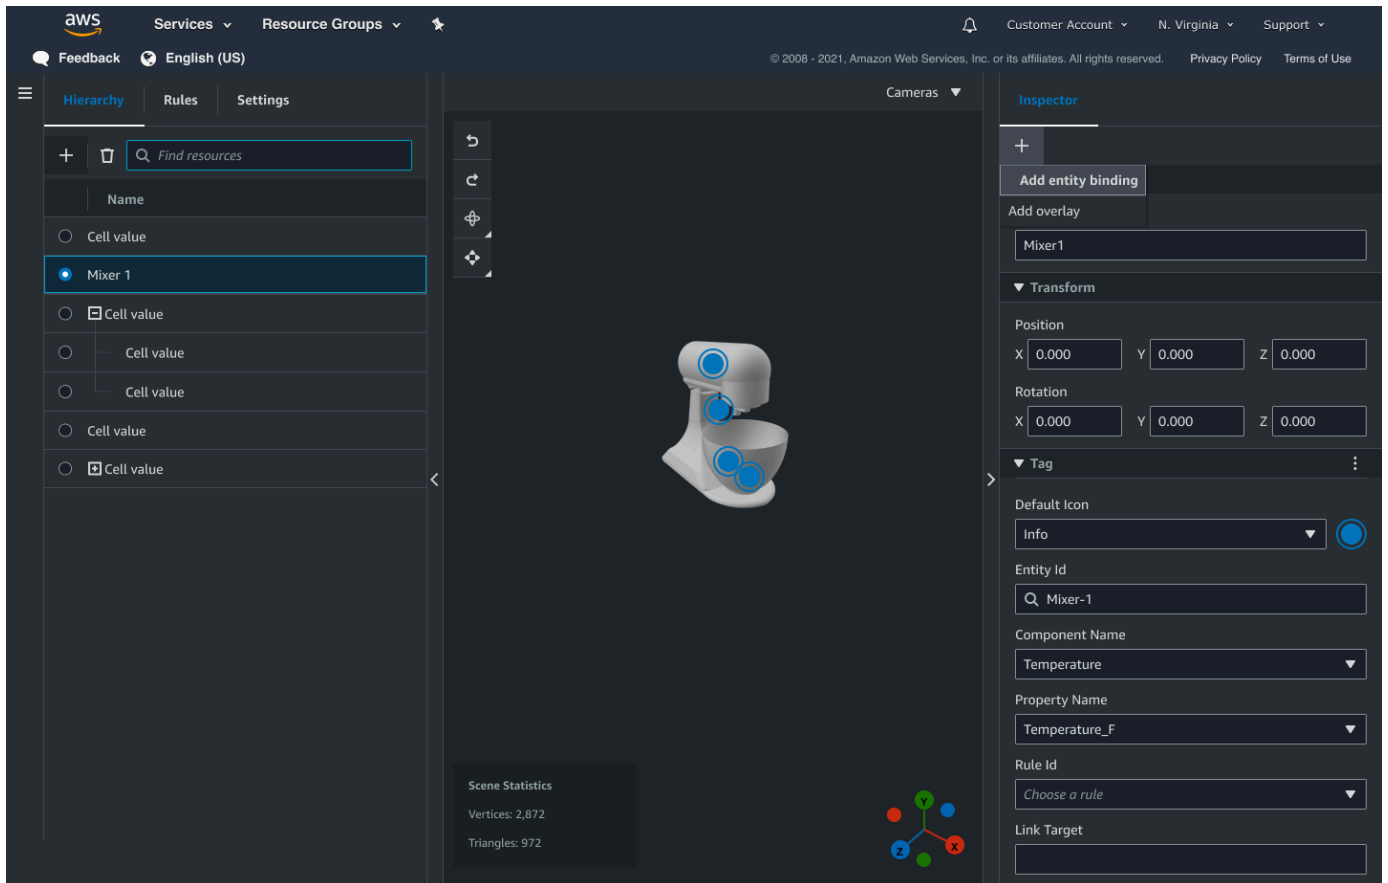 aws Services Resource Groups Customer Account N. Virginia Support
Feedback English (US) © 2008 - 2021, Amazon Web Services, Inc. or its affiliates. All rights reserved. Privacy Policy Terms of Use
Hierarchy Rules Settings
Find resources
Name
Cell value
Mixer 1
Cell value
Cell value
Cell value
Cell value
Cell value
Cameras
Scene Statistics
Vertices: 2,872
Triangles: 972
Y
X
Z
Inspector
Add entity binding
Add overlay
Mixer1
Transform
Position
X 0.000 Y 0.000 Z 0.000
Rotation
X 0.000 Y 0.000 Z 0.000
Tag
Default Icon
Info
Entity Id
Mixer-1
Component Name
Temperature
Property Name
Temperature_F
Rule Id
Choose a rule
Link Target